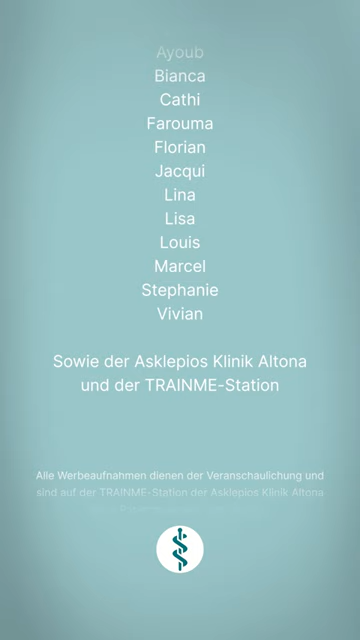 Ayoub
Bianca
Cathi
Farouma
Florian
Jacqui
Lina
Lisa
Louis
Marcel
Stephanie
Vivian
Sowie der Asklepios Klinik Altona
und der TRAINME-Station
Alle Werbeaufnahmen dienen der Veranschaulichung und
sind auf der TRAINME-Station der Asklepios Klinik Altona